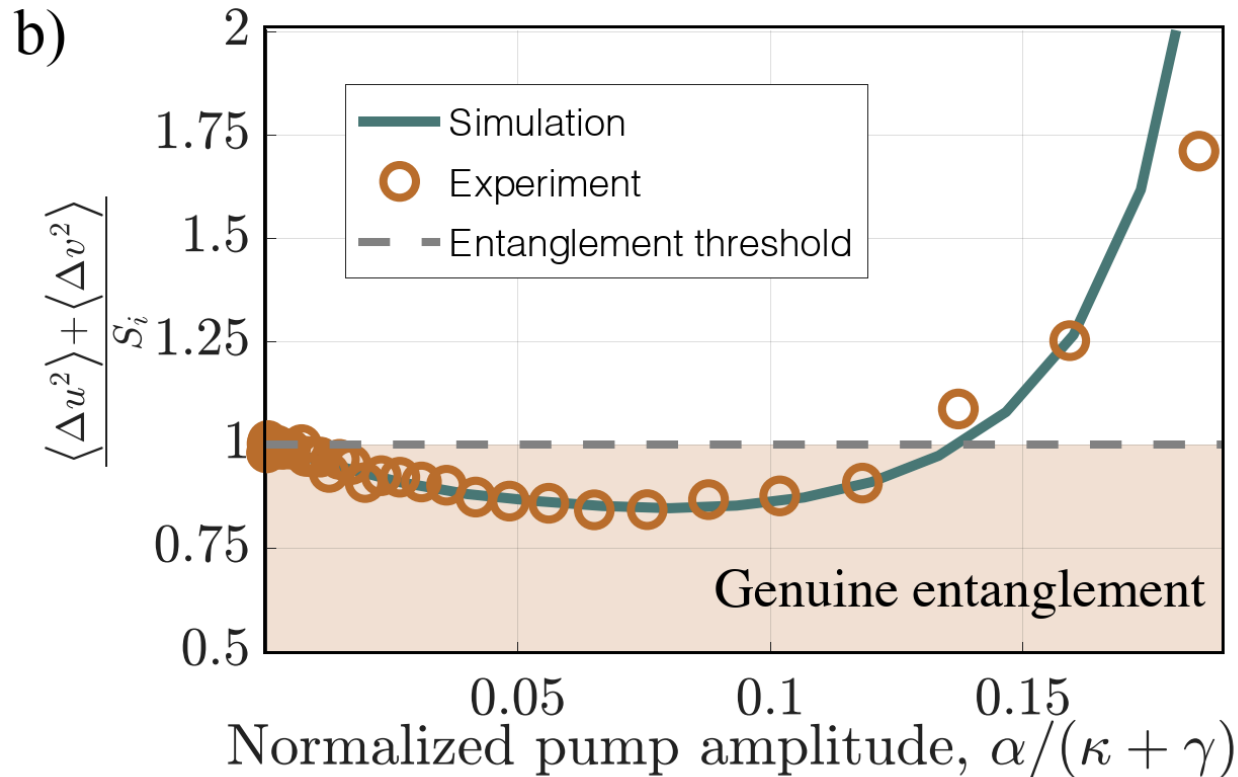 b)
2
1.75
1.5
1.25
1
0.75
0.5
⟨Δu²⟩+⟨Δv²⟩
Sᵢ
Simulation
Experiment
Entanglement threshold
Genuine entanglement
0.05 0.1 0.15
Normalized pump amplitude, α/(κ + γ)